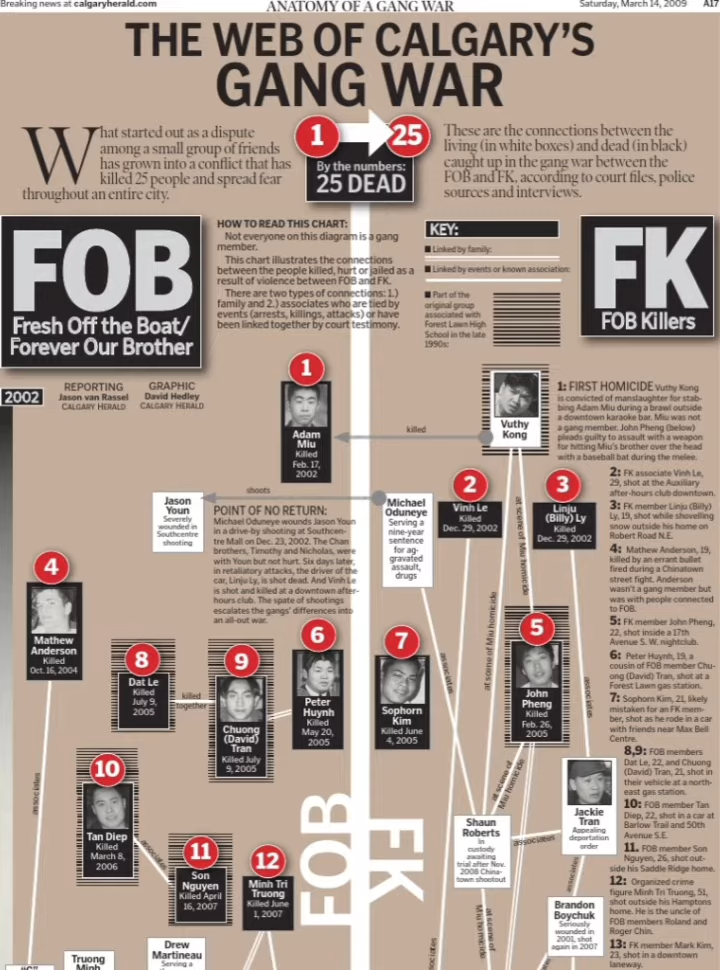 Breaking news at calgaryherald.com
ANATOMY OF A GANG WAR
Saturday, March 14, 2009 A17
THE WEB OF CALGARY'S
GANG WAR
What started out as a dispute
among a small group of friends
has grown into a conflict that has
killed 25 people and spread fear
throughout an entire city.
1 25
By the numbers:
25 DEAD
These are the connections between the
living (in white boxes) and dead (in black)
caught up in the gang war between the
FOB and FK, according to court files, police
sources and interviews.
FOB
Fresh Off the Boat/
Forever Our Brother
HOW TO READ THIS CHART:
Not everyone on this diagram is a gang
member.
This chart illustrates the connections
between the people killed, hurt or jailed as a
result of violence between FOB and FK.
There are two types of connections: 1.)
family and 2.) associates who are tied by
events (arrests, killings, attacks) or have
been linked together by court testimony.
KEY:
Linked by family:
Linked by events or known association:
Part of the
original group
associated with
Forest Lawn High
School in the late
1990s:
FK
FOB Killers
2002
REPORTING
Jason van Rassel
CALGARY HERALD
GRAPHIC
David Hedley
CALGARY HERALD
1
Adam
Miu
Killed
Feb. 17,
2002
killed
Vuthy
Kong
1: FIRST HOMICIDE Vuthy Kong
is convicted of manslaughter for stab-
bing Adam Miu during a brawl outside
a downtown karaoke bar. Miu was not
a gang member. John Pheng (below)
pleads guilty to assault with a weapon
for hitting Miu's brother over the head
with a baseball bat during the melee.
Jason
Youn
Severely
wounded in
Southcentre
shooting
shoots
Michael
Oduneye
Serving a
nine-year
sentence
for ag-
gravated
assault,
drugs
POINT OF NO RETURN:
Michael Oduneye wounds Jason Youn
in a drive-by shooting at Southcen-
tre Mall on Dec. 23, 2002. The Chan
brothers, Timothy and Nicholas, were
with Youn but not hurt. Six days later,
in retaliatory attacks, the driver of the
car, Linju Ly, is shot dead. And Vinh Le
is shot and killed at a downtown after-
hours club. The spate of shootings
escalates the gangs' differences into
an all-out war.
2
Vinh Le
Killed
Dec. 29, 2002
3
Linju
(Billy) Ly
Killed
Dec. 29, 2002
at scene of Miu homicide
2: FK associate Vinh Le,
29, shot at the Auxiliary
after-hours club downtown.
3: FK member Linju (Billy)
Ly, 19, shot while shovelling
snow outside his home on
Robert Road N.E.
4: Mathew Anderson, 19,
killed by an errant bullet
fired during a Chinatown
street fight. Anderson
wasn't a gang member but
was with people connected
to FOB.
5: FK member John Pheng,
22, shot inside a 17th
Avenue S. W. nightclub.
6: Peter Huynh, 19, a
cousin of FOB member Chu-
ong (David) Tran, shot at a
Forest Lawn gas station.
7: Sophorn Kim, 21, likely
mistaken for an FK mem-
ber, shot as he rode in a car
with friends near Max Bell
Centre.
8,9: FOB members
Dat Le, 22, and Chuong
(David) Tran, 21, shot in
their vehicle at a north-
east gas station.
10: FOB member Tan
Diep, 22, shot in a car at
Barlow Trail and 50th
Avenue S.E.
11. FOB member Son
Nguyen, 26, shot out-
side his Saddle Ridge home.
12: Organized crime
figure Minh Tri Truong, 51,
shot outside his Hamptons
home. He is the uncle of
FOB members Roland and
Roger Chin.
13: FK member Mark Kim,
23, shot in a downtown
laneway.
4
Mathew
Anderson
Killed
Oct. 16, 2004
8
Dat Le
Killed
July 9,
2005
killed
together
9
Chuong
(David)
Tran
Killed July
9, 2005
6
Peter
Huynh
Killed
May 20,
2005
7
Sophorn
Kim
Killed June
4, 2005
associates
at scene of Miu homicide
5
John
Pheng
Killed
Feb. 26,
2005
associates
at scene of
Miu homicide
associates
10
Tan Diep
Killed
March 8,
2006
associates
11
Son
Nguyen
Killed April
16, 2007
12
Minh Tri
Truong
Killed June
1, 2007
FOB
FK
Shaun
Roberts
In
custody
awaiting
trial after Nov.
2008 China-
town shootout
associates
Jackie
Tran
Appealing
deportation
order
associates
Brandon
Boychuk
Seriously
wounded in
2001, shot
again in 2007
at scene of
Miu homicide
associates
Truong
Minh
Drew
Martineau
Serving a